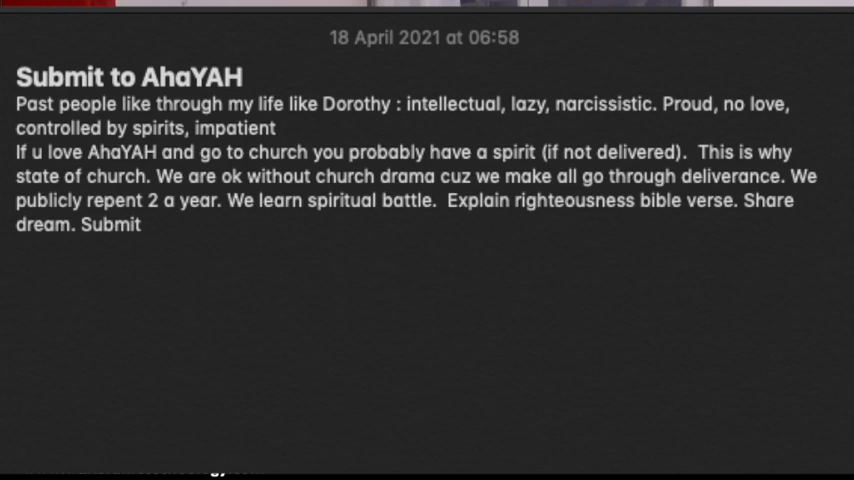 18 April 2021 at 06:58
Submit to AhaYAH
Past people like through my life like Dorothy : intellectual, lazy, narcissistic. Proud, no love,
controlled by spirits, impatient
If u love AhaYAH and go to church you probably have a spirit (if not delivered).  This is why
state of church. We are ok without church drama cuz we make all go through deliverance. We
publicly repent 2 a year. We learn spiritual battle.  Explain righteousness bible verse. Share
dream. Submit